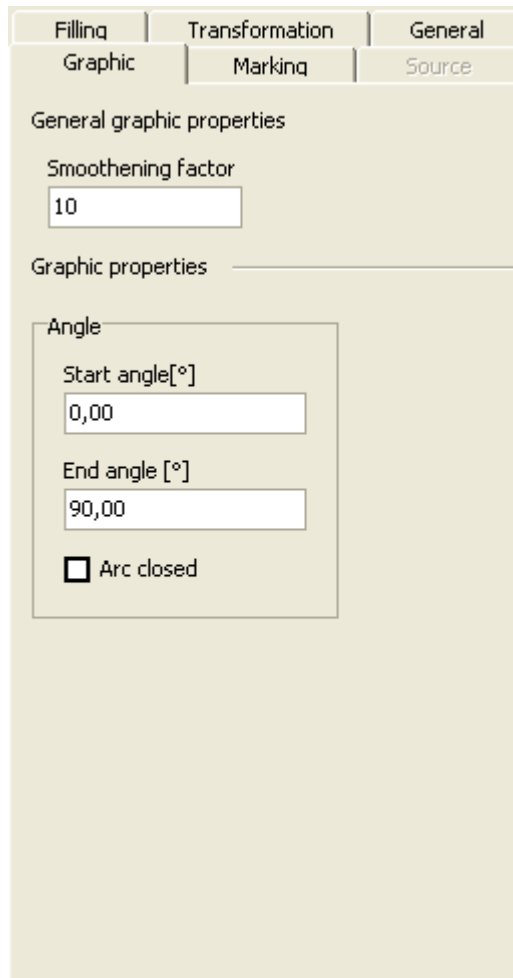 Filling Transformation General
Graphic Marking Source
General graphic properties
Smoothening factor
10
Graphic properties
Angle
Start angle[°]
0,00
End angle [°]
90,00
Arc closed